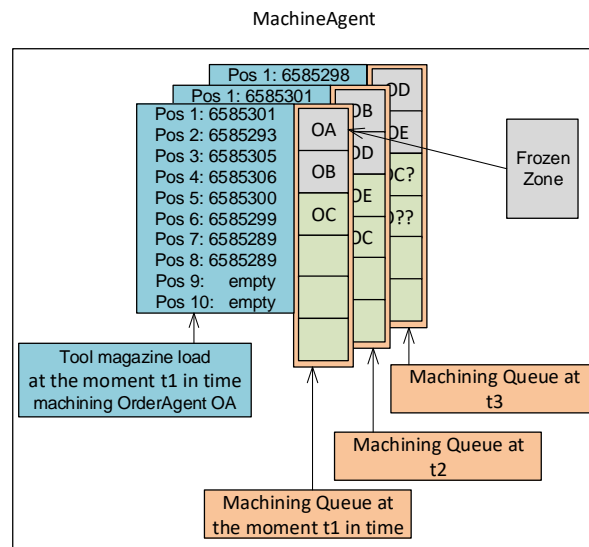 MachineAgent
Pos 1: 6585298
Pos 1: 6585301
Pos 1: 6585301
Pos 2: 6585293
Pos 3: 6585305
Pos 4: 6585306
Pos 5: 6585300
Pos 6: 6585299
Pos 7: 6585289
Pos 8: 6585289
Pos 9: empty
Pos 10: empty
OA
OB
OC
OB
OD
OE
OC
OD
OE
OC?
O??
Frozen
Zone
Tool magazine load
at the moment t1 in time
machining OrderAgent OA
Machining Queue at
t3
Machining Queue at
t2
Machining Queue at
the moment t1 in time